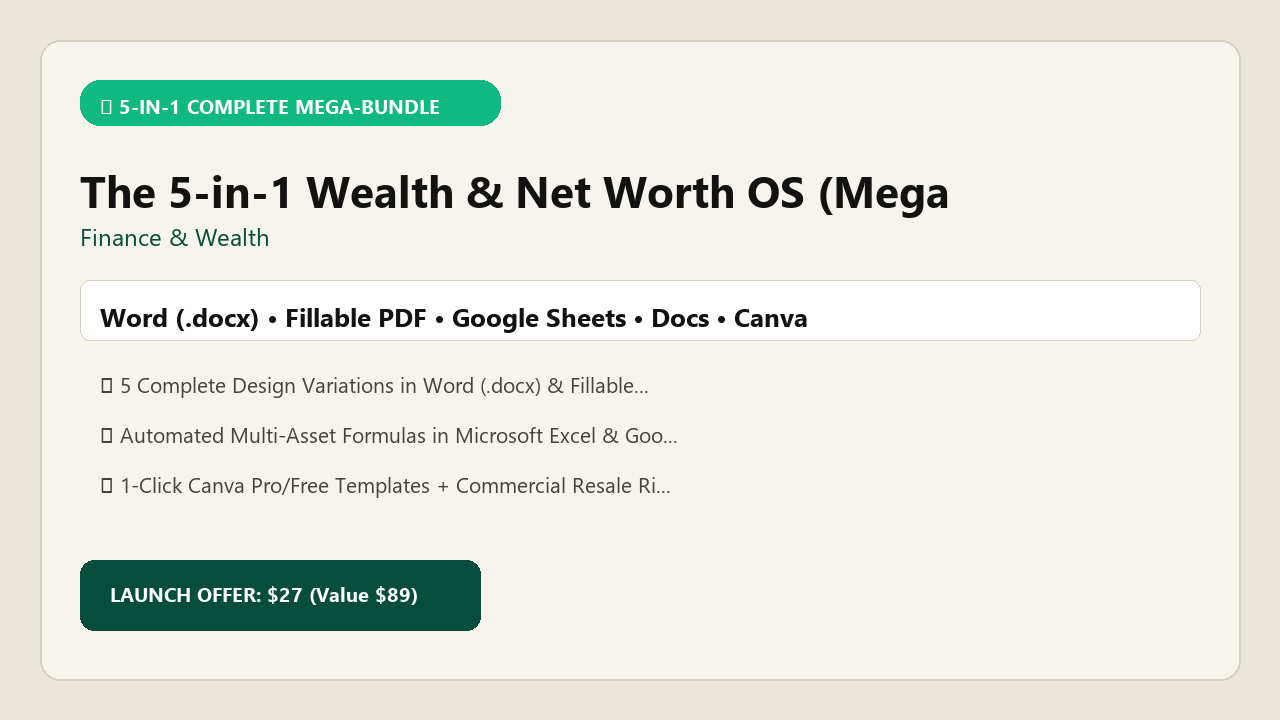 5-IN-1 COMPLETE MEGA-BUNDLE
The 5-in-1 Wealth & Net Worth OS (Mega
Finance & Wealth
Word (.docx) • Fillable PDF • Google Sheets • Docs • Canva
5 Complete Design Variations in Word (.docx) & Fillable...
Automated Multi-Asset Formulas in Microsoft Excel & Goo...
1-Click Canva Pro/Free Templates + Commercial Resale Ri...
LAUNCH OFFER: $27 (Value $89)